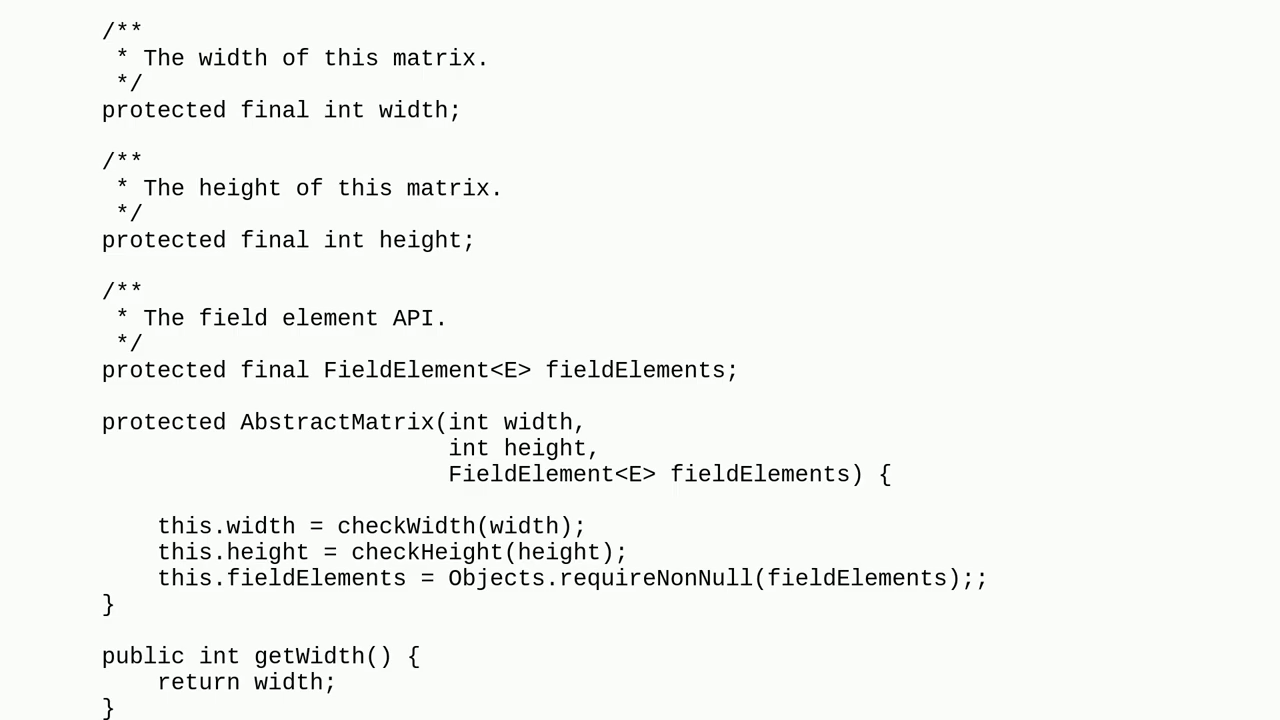 /**
 * The width of this matrix.
 */
protected final int width;

/**
 * The height of this matrix.
 */
protected final int height;

/**
 * The field element API.
 */
protected final FieldElement<E> fieldElements;

protected AbstractMatrix(int width,
                         int height,
                         FieldElement<E> fieldElements) {

    this.width = checkWidth(width);
    this.height = checkHeight(height);
    this.fieldElements = Objects.requireNonNull(fieldElements);;
}

public int getWidth() {
    return width;
}